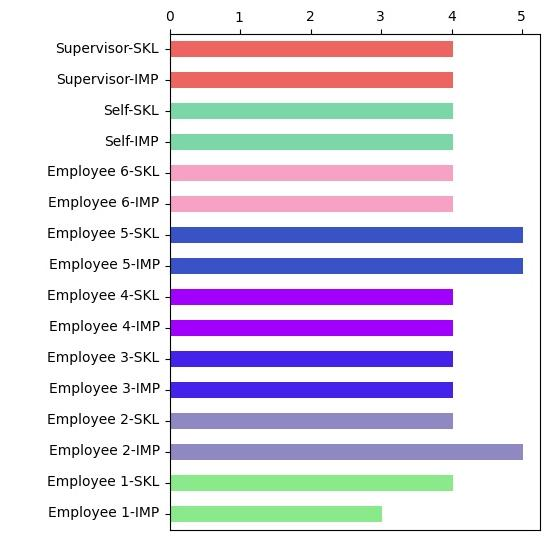 0 1 2 3 4 5
Supervisor-SKL
Supervisor-IMP
Self-SKL
Self-IMP
Employee 6-SKL
Employee 6-IMP
Employee 5-SKL
Employee 5-IMP
Employee 4-SKL
Employee 4-IMP
Employee 3-SKL
Employee 3-IMP
Employee 2-SKL
Employee 2-IMP
Employee 1-SKL
Employee 1-IMP